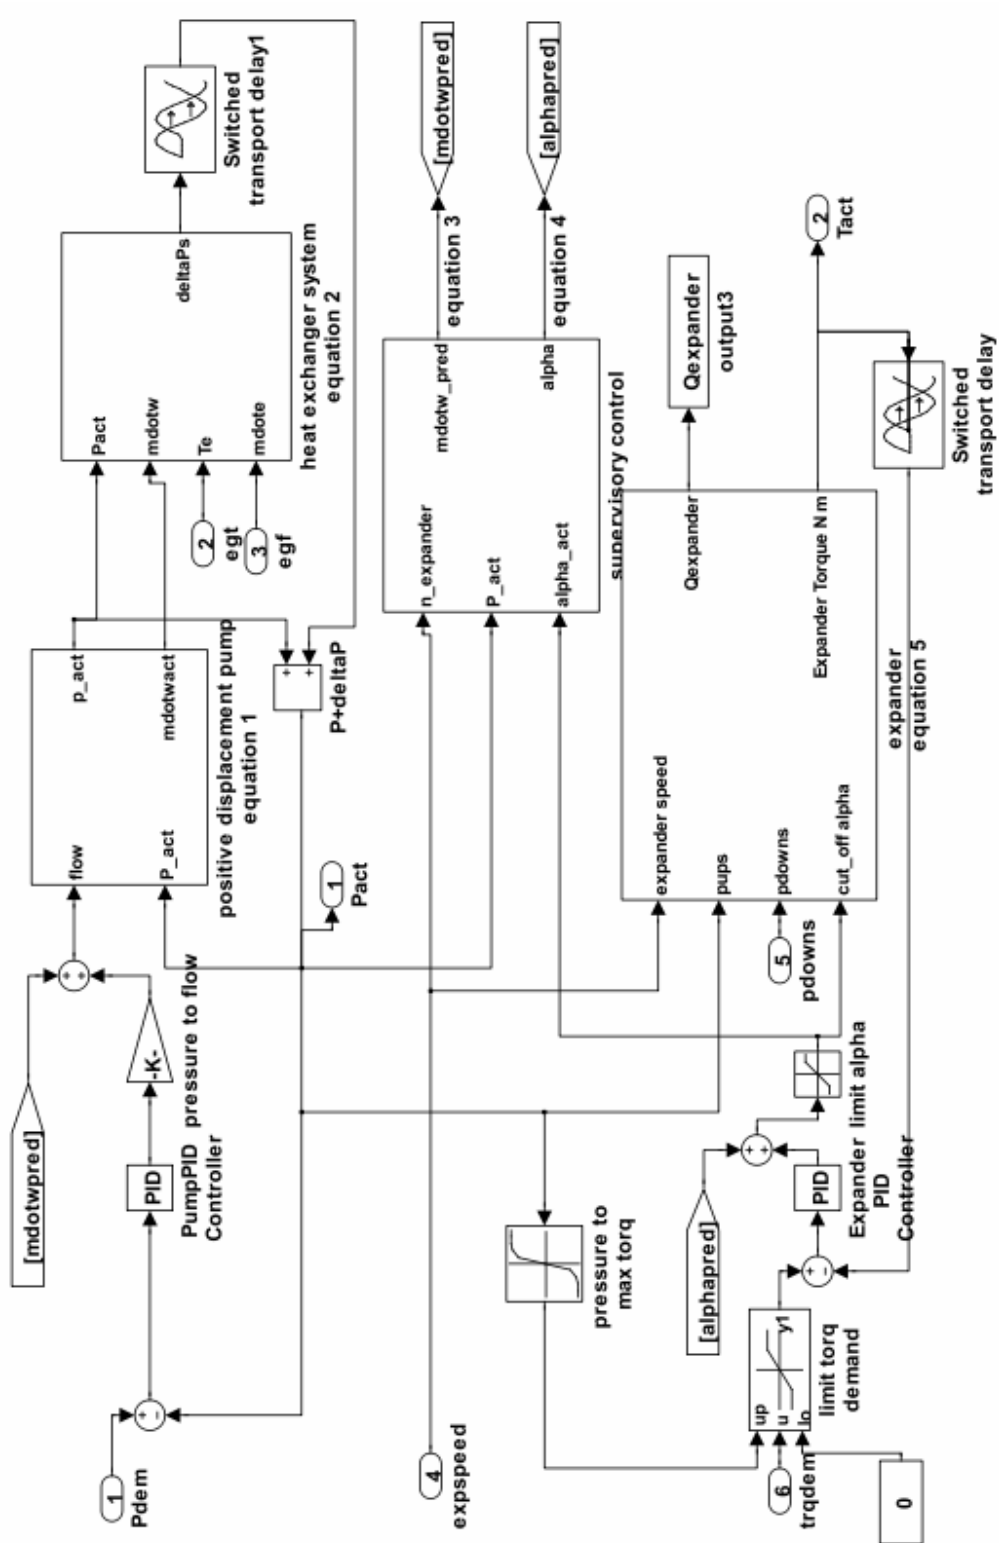 [mdotwpred]
1
Pdem
+
−
PID
PumpPID
Controller
-K-
pressure to flow
+
+
flow
P_act
p_act
mdotwact
positive displacement pump
equation 1
Pact
mdotw
Te
mdote
deltaPs
2
egt
3
egf
heat exchanger system
equation 2
Switched
transport delay1
+
+
P+deltaP
1
Pact
4
expspeed
n_expander
P_act
alpha_act
mdotw_pred
alpha
supervisory control
equation 3
[mdotwpred]
equation 4
[alphapred]
pressure to
max torq
[alphapred]
6
trqdem
0
up
u
lo
y1
limit torq
demand
+
−
PID
Expander
PID
Controller
+
+
limit alpha
5
pdowns
expander speed
pups
pdowns
cut_off alpha
Qexpander
Expander Torque N m
expander
equation 5
Qexpander
output3
2
Tact
Switched
transport delay